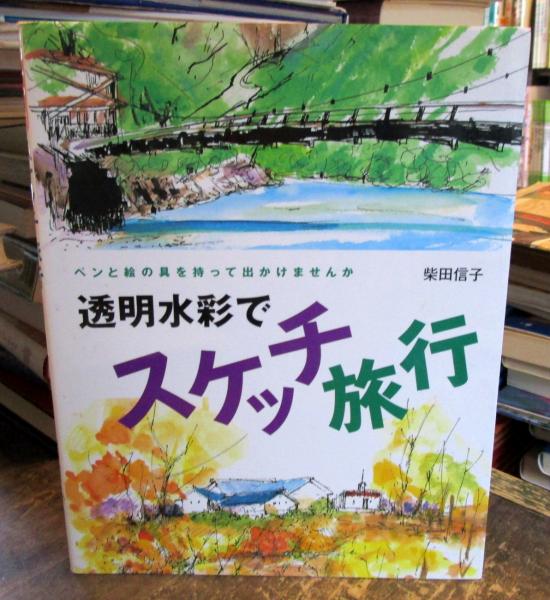 ペンと絵の具を持って出かけませんか
柴田信子
透明水彩で
スケッチ旅行